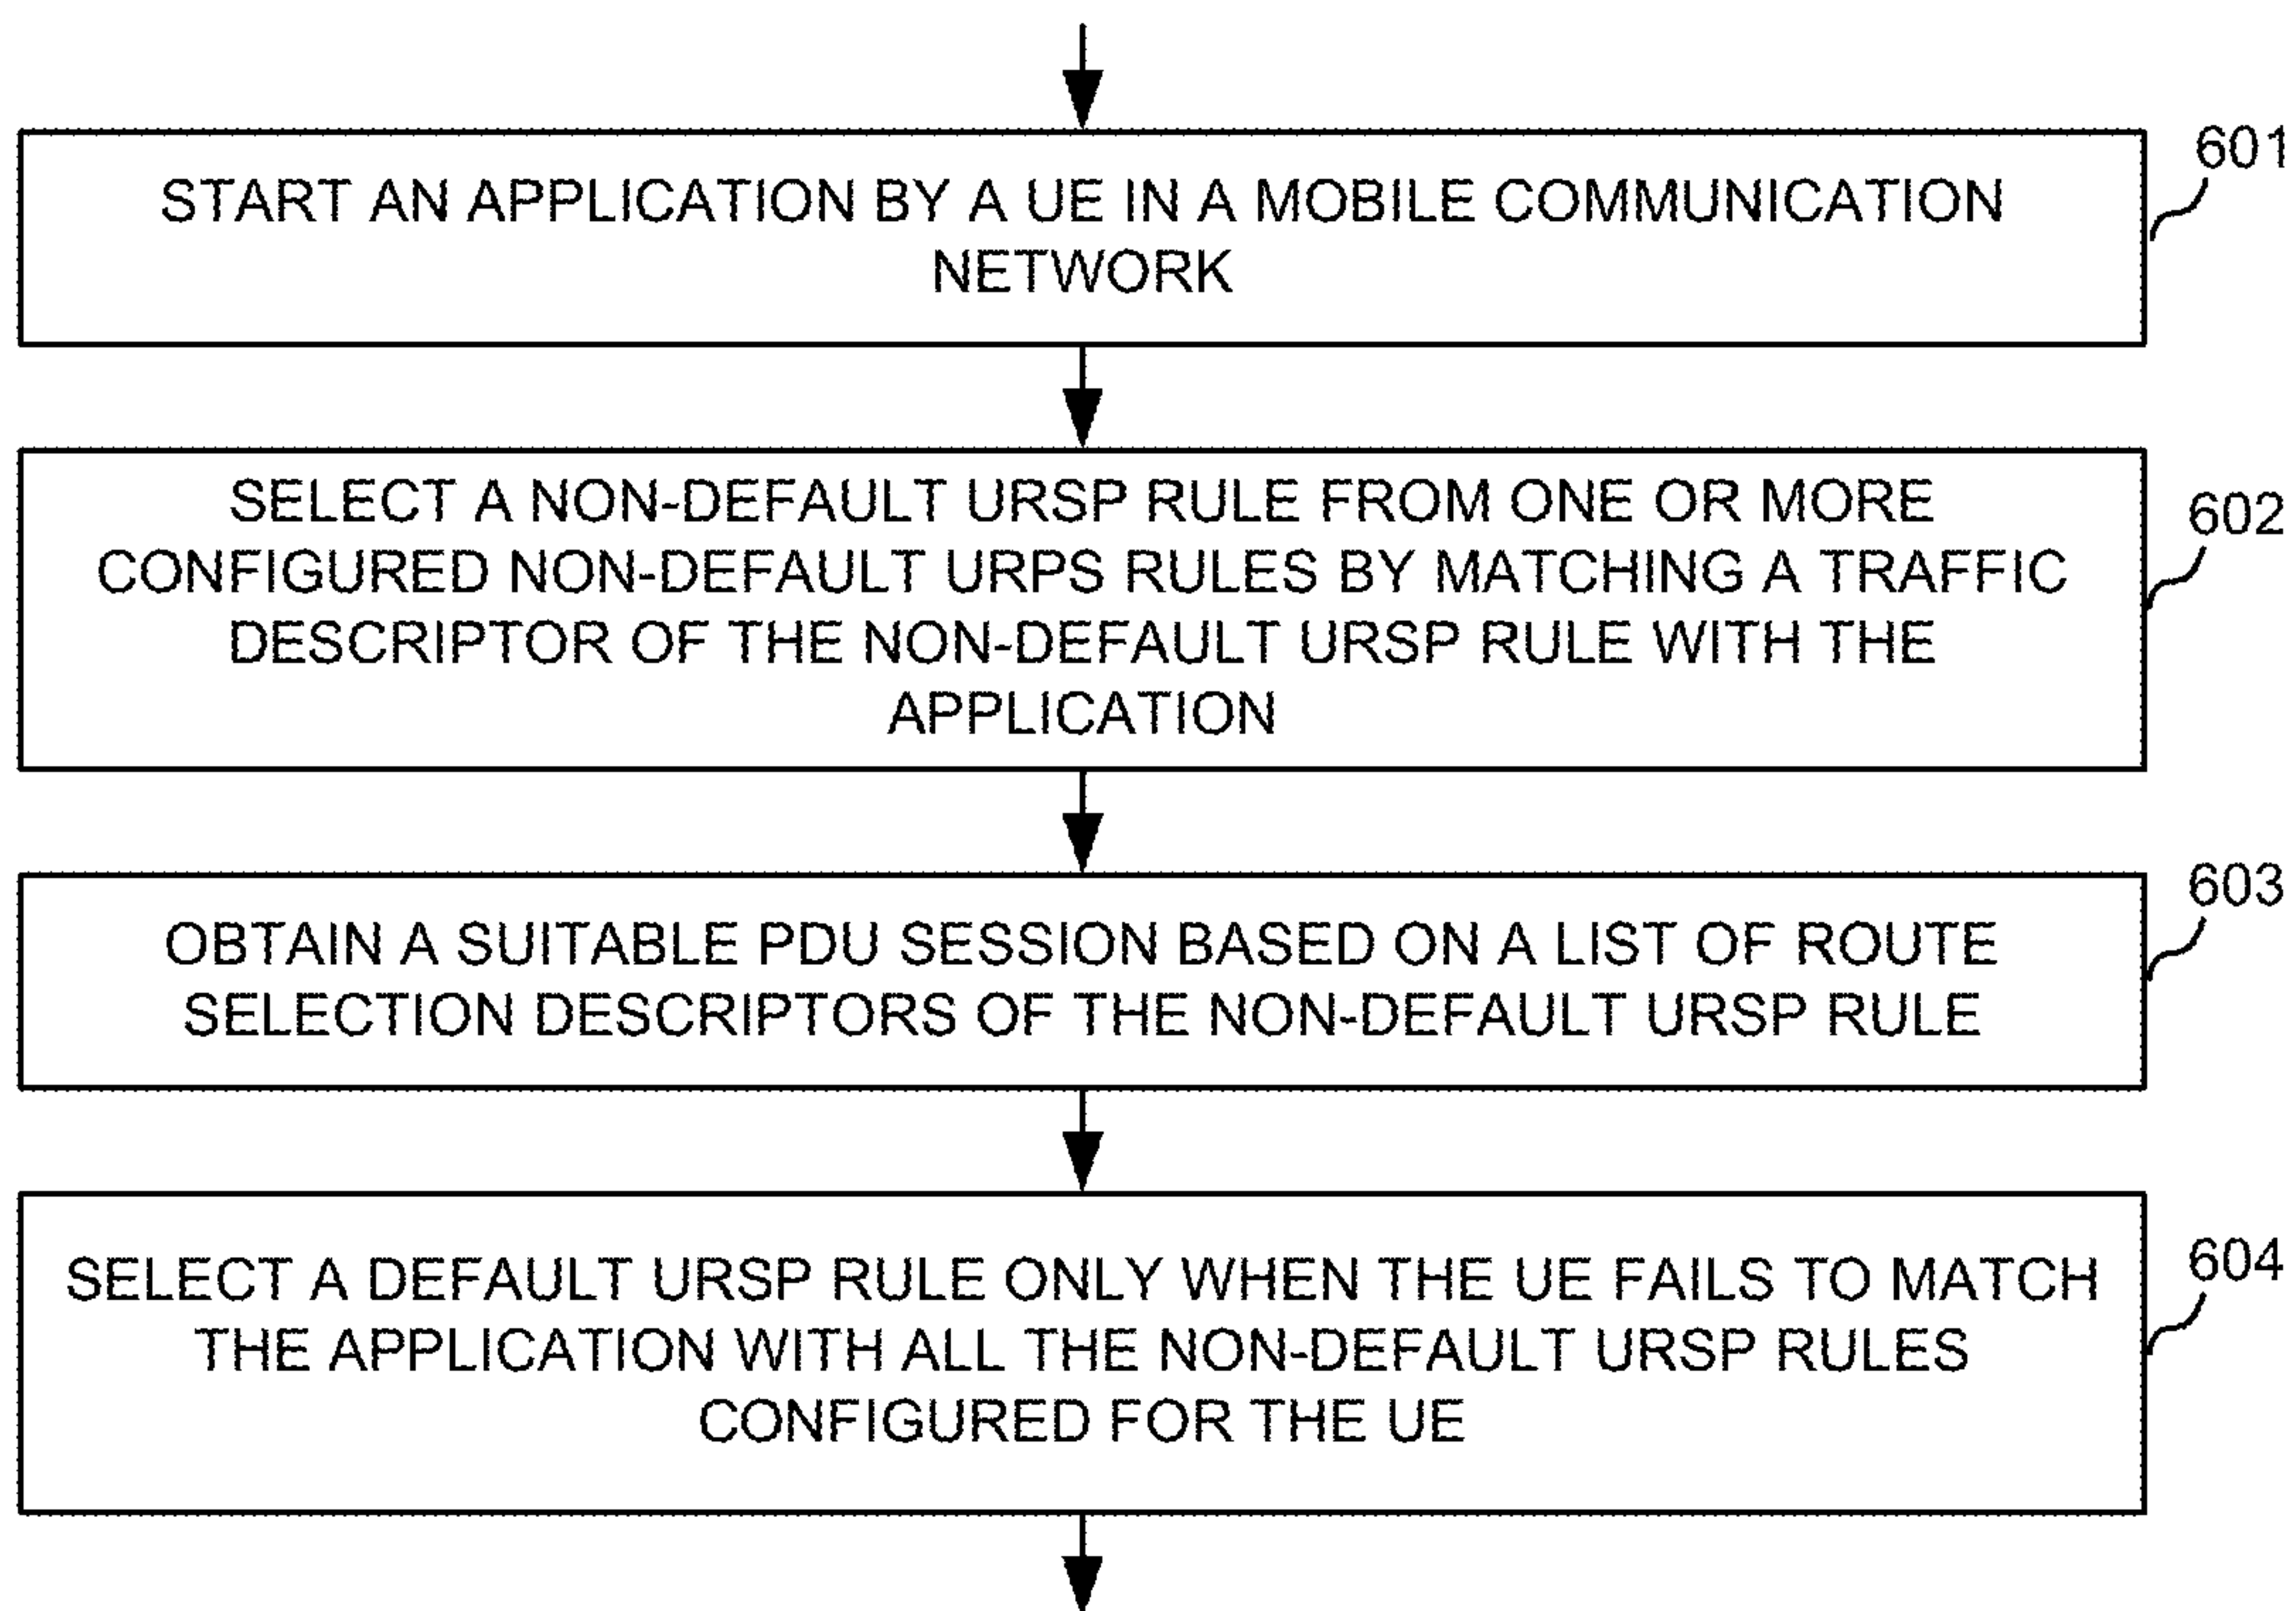 START AN APPLICATION BY A UE IN A MOBILE COMMUNICATION
NETWORK
601
SELECT A NON-DEFAULT URSP RULE FROM ONE OR MORE
CONFIGURED NON-DEFAULT URPS RULES BY MATCHING A TRAFFIC
DESCRIPTOR OF THE NON-DEFAULT URSP RULE WITH THE
APPLICATION
602
OBTAIN A SUITABLE PDU SESSION BASED ON A LIST OF ROUTE
SELECTION DESCRIPTORS OF THE NON-DEFAULT URSP RULE
603
SELECT A DEFAULT URSP RULE ONLY WHEN THE UE FAILS TO MATCH
THE APPLICATION WITH ALL THE NON-DEFAULT URSP RULES
CONFIGURED FOR THE UE
604